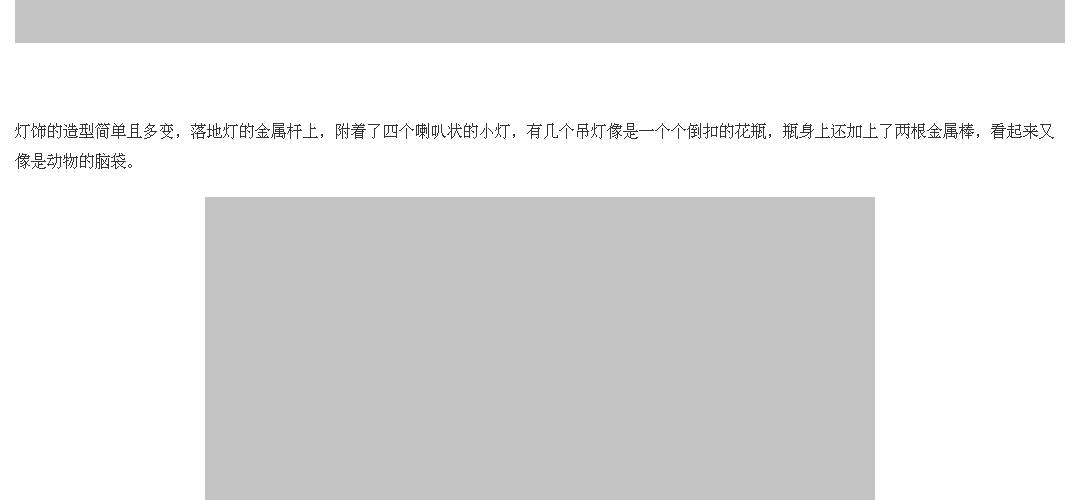 灯饰的造型简单且多变，落地灯的金属杆上，附着了四个喇叭状的小灯，有几个吊灯像是一个个倒扣的花瓶，瓶身上还加上了两根金属棒，看起来又
像是动物的脑袋。